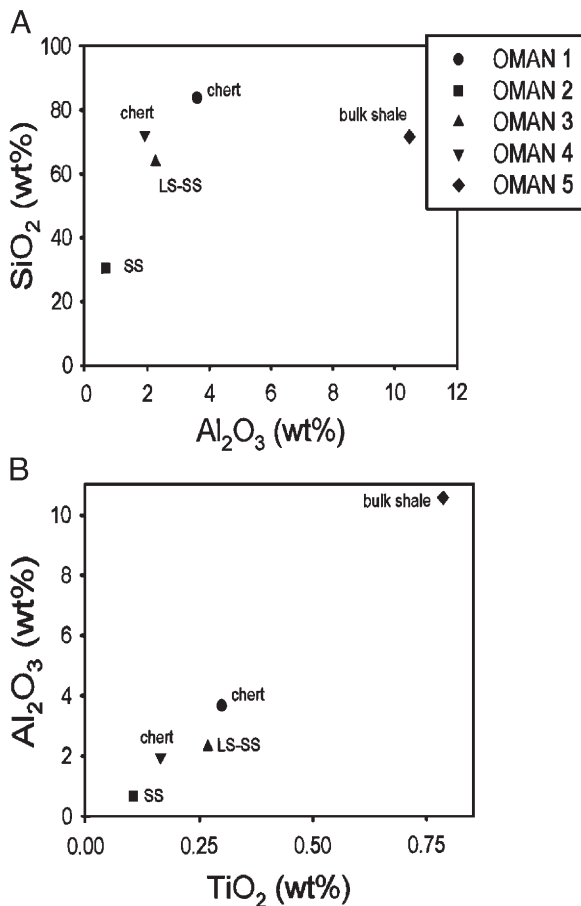 A
SiO2 (wt%)
100
80
60
40
20
0
chert
chert
bulk shale
LS-SS
SS
0 2 4 6 8 10 12
Al2O3 (wt%)
OMAN 1
OMAN 2
OMAN 3
OMAN 4
OMAN 5
B
Al2O3 (wt%)
10
8
6
4
2
0
bulk shale
chert
chert
LS-SS
SS
0.00 0.25 0.50 0.75
TiO2 (wt%)